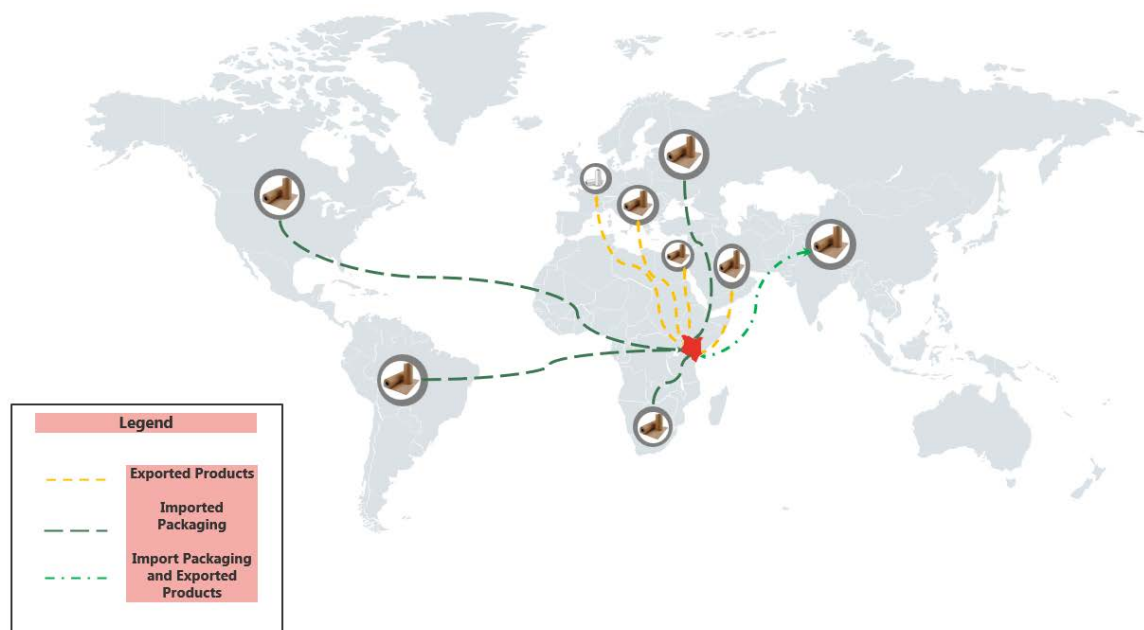 Legend
Exported Products
Imported
Packaging
Import Packaging
and Exported
Products